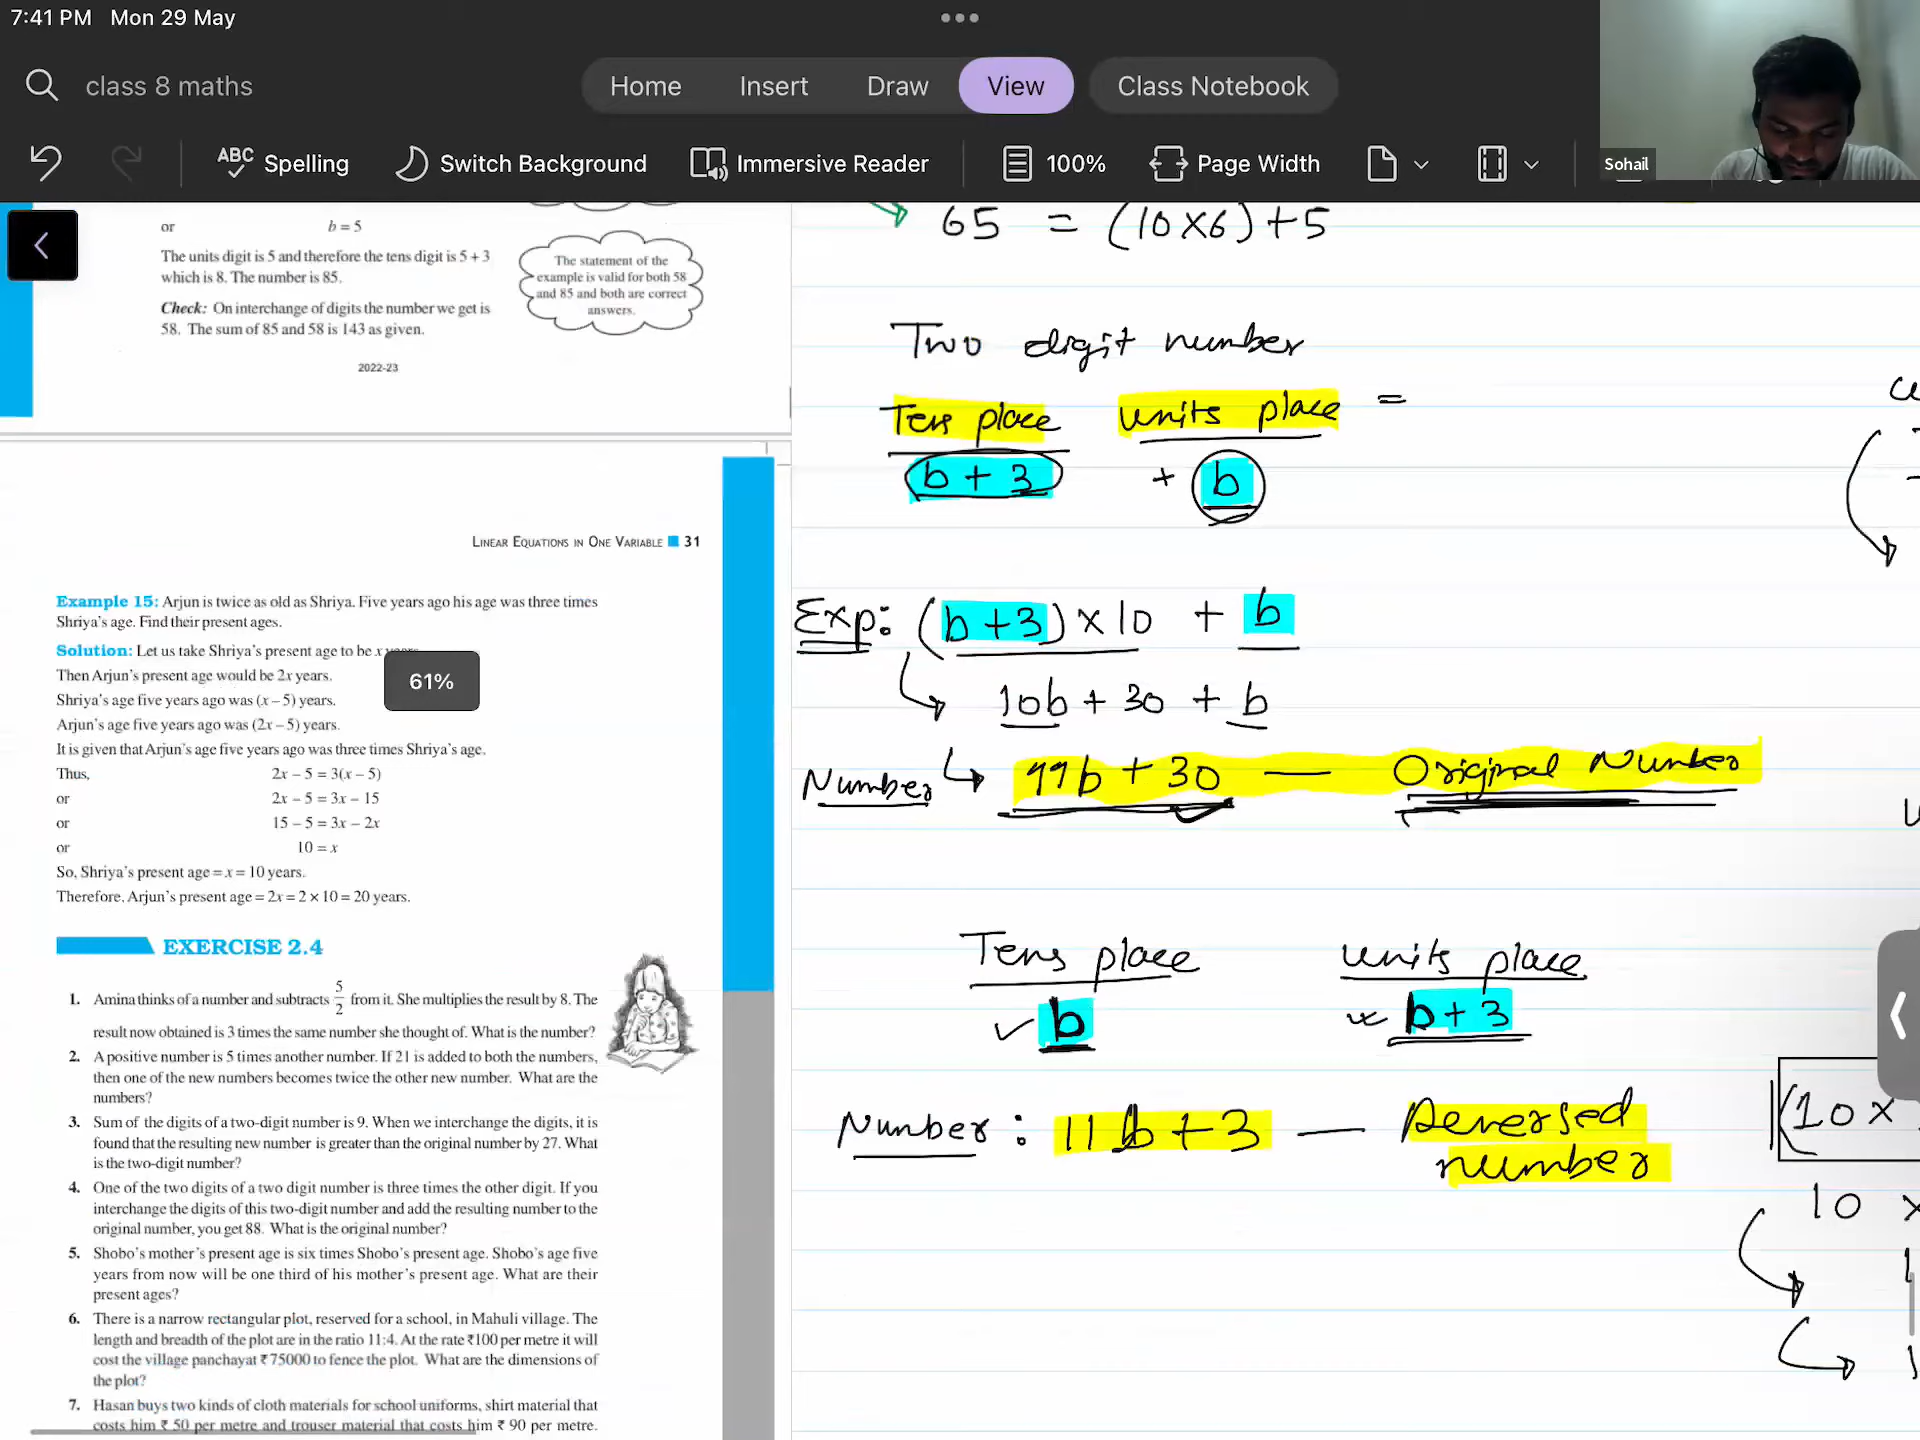 7:41 PM Mon 29 May
class 8 maths
Home Insert Draw View Class Notebook
ABC Spelling Switch Background Immersive Reader 100% Page Width
Sohail
or b = 5
The units digit is 5 and therefore the tens digit is 5 + 3
which is 8. The number is 85.
Check: On interchange of digits the number we get is
58. The sum of 85 and 58 is 143 as given.
The statement of the
example is valid for both 58
and 85 and both are correct
answers.
2022-23
LINEAR EQUATIONS IN ONE VARIABLE 31
Example 15: Arjun is twice as old as Shriya. Five years ago his age was three times
Shriya's age. Find their present ages.
Solution: Let us take Shriya's present age to be x
Then Arjun's present age would be 2x years.
61%
Shriya's age five years ago was (x – 5) years.
Arjun's age five years ago was (2x – 5) years.
It is given that Arjun's age five years ago was three times Shriya's age.
Thus, 2x – 5 = 3(x – 5)
or 2x – 5 = 3x – 15
or 15 – 5 = 3x – 2x
or 10 = x
So, Shriya's present age = x = 10 years.
Therefore, Arjun's present age = 2x = 2 × 10 = 20 years.
EXERCISE 2.4
1. Amina thinks of a number and subtracts 5/2 from it. She multiplies the result by 8. The
result now obtained is 3 times the same number she thought of. What is the number?
2. A positive number is 5 times another number. If 21 is added to both the numbers,
then one of the new numbers becomes twice the other new number. What are the
numbers?
3. Sum of the digits of a two-digit number is 9. When we interchange the digits, it is
found that the resulting new number is greater than the original number by 27. What
is the two-digit number?
4. One of the two digits of a two digit number is three times the other digit. If you
interchange the digits of this two-digit number and add the resulting number to the
original number, you get 88. What is the original number?
5. Shobo's mother's present age is six times Shobo's present age. Shobo's age five
years from now will be one third of his mother's present age. What are their
present ages?
6. There is a narrow rectangular plot, reserved for a school, in Mahuli village. The
length and breadth of the plot are in the ratio 11:4. At the rate ₹100 per metre it will
cost the village panchayat ₹ 75000 to fence the plot. What are the dimensions of
the plot?
7. Hasan buys two kinds of cloth materials for school uniforms, shirt material that
costs him ₹ 50 per metre and trouser material that costs him ₹ 90 per metre.
65 = (10×6)+5
Two digit number
Tens place units place =
b + 3 + b
Exp: (b+3) × 10 + b
10b + 30 + b
Number 11b + 30 — Original Number
Tens place units place
b b+3
Number : 11b + 3 — Reversed
number
(10 ×
10 ×